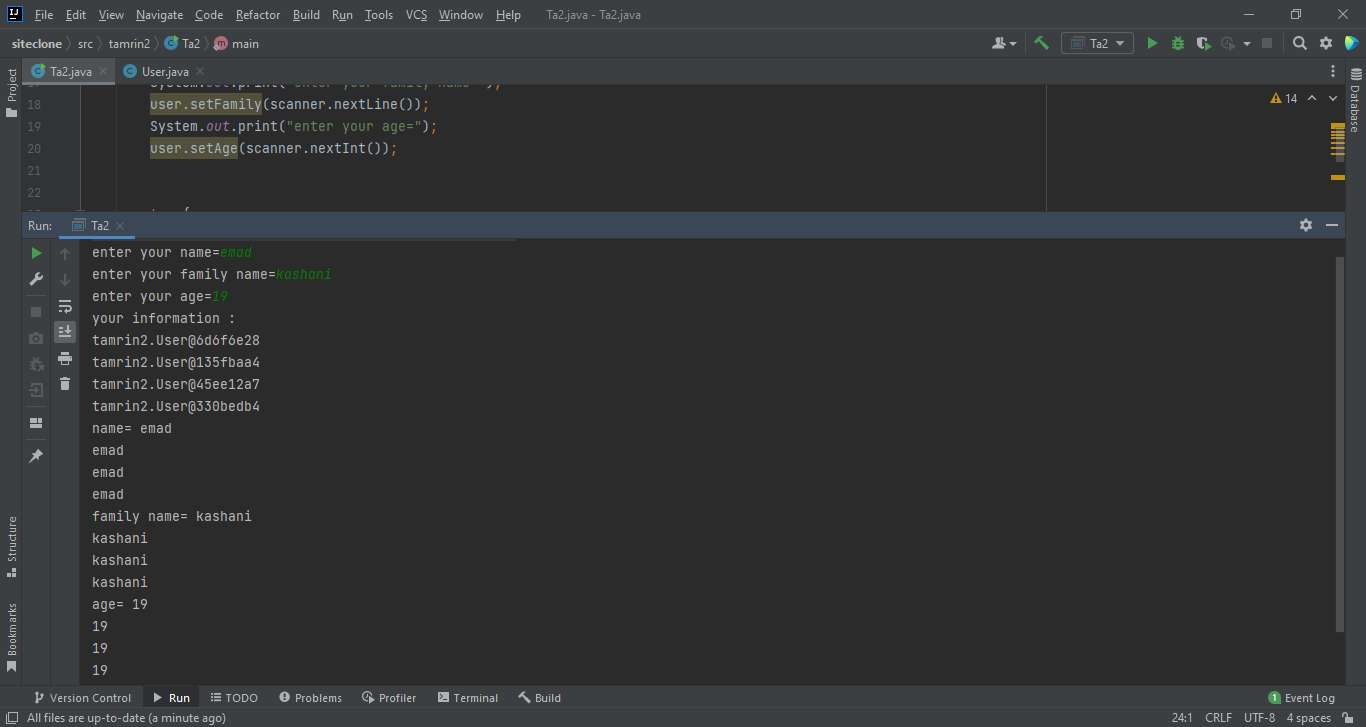 File Edit View Navigate Code Refactor Build Run Tools VCS Window Help Ta2.java - Ta2.java
siteclone src tamrin2 Ta2 main Ta2
Project
Ta2.java User.java
Database
18 user.setFamily(scanner.nextLine());
14
19 System.out.print("enter your age=");
20 user.setAge(scanner.nextInt());
21
22
Run: Ta2
enter your name=emad
enter your family name=kashani
enter your age=19
your information :
tamrin2.User@6d6f6e28
tamrin2.User@135fbaa4
tamrin2.User@45ee12a7
tamrin2.User@330bedb4
name= emad
emad
emad
emad
family name= kashani
kashani
kashani
kashani
age= 19
19
19
19
Structure
Bookmarks
Version Control Run TODO Problems Profiler Terminal Build 1 Event Log
All files are up-to-date (a minute ago) 24:1 CRLF UTF-8 4 spaces